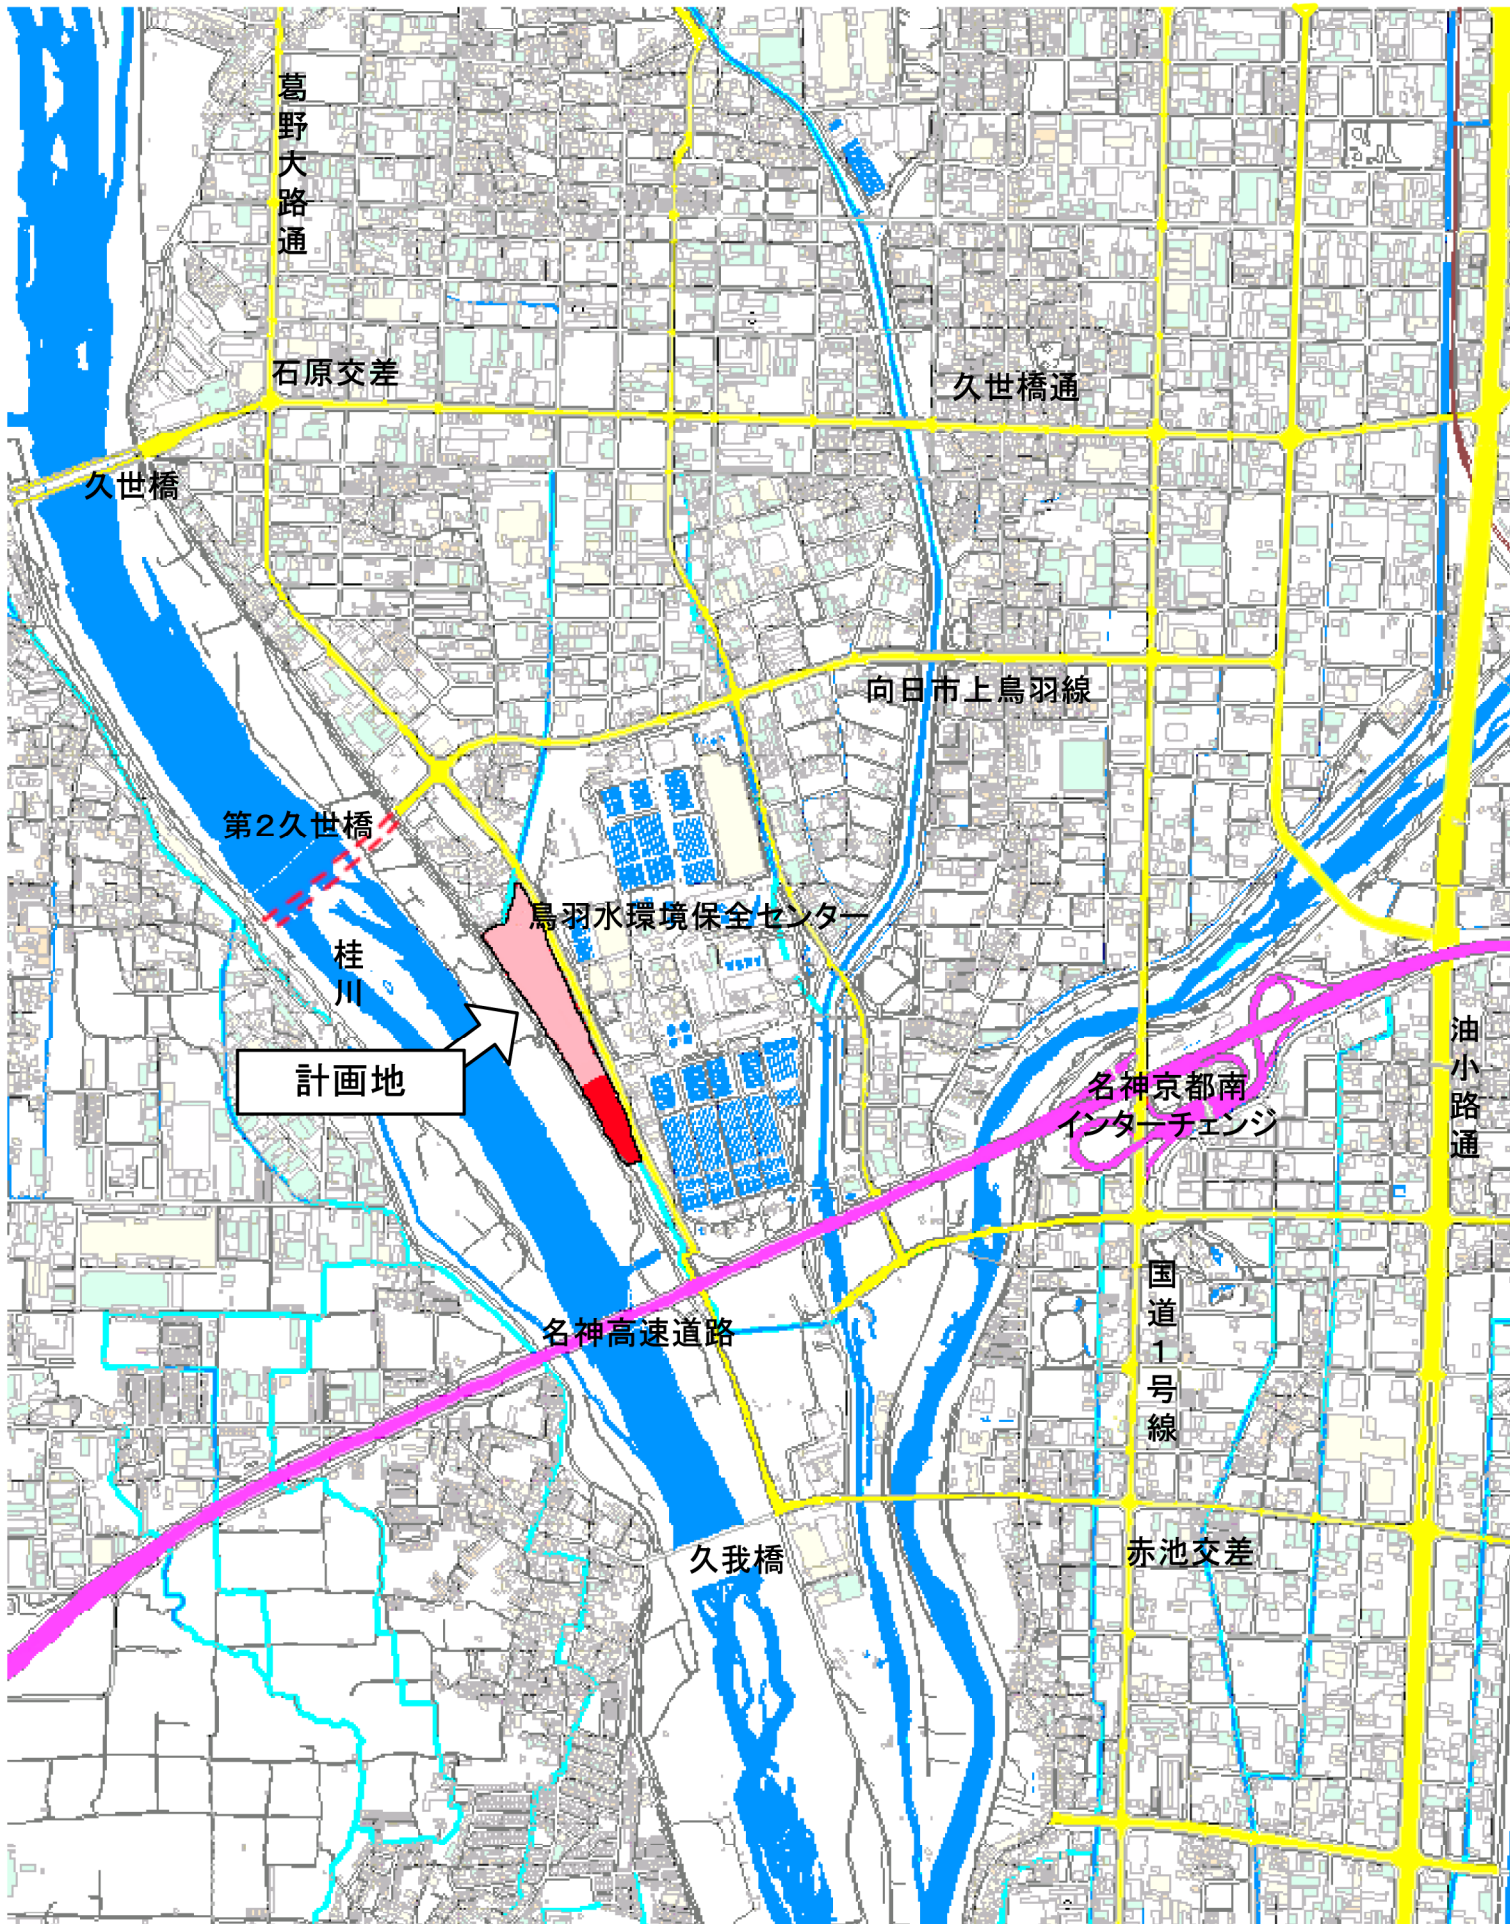 葛野大路通
石原交差
久世橋通
久世橋
向日市上鳥羽線
第2久世橋
鳥羽水環境保全センター
桂川
計画地
名神京都南
インターチェンジ
油小路通
国道1号線
名神高速道路
久我橋
赤池交差